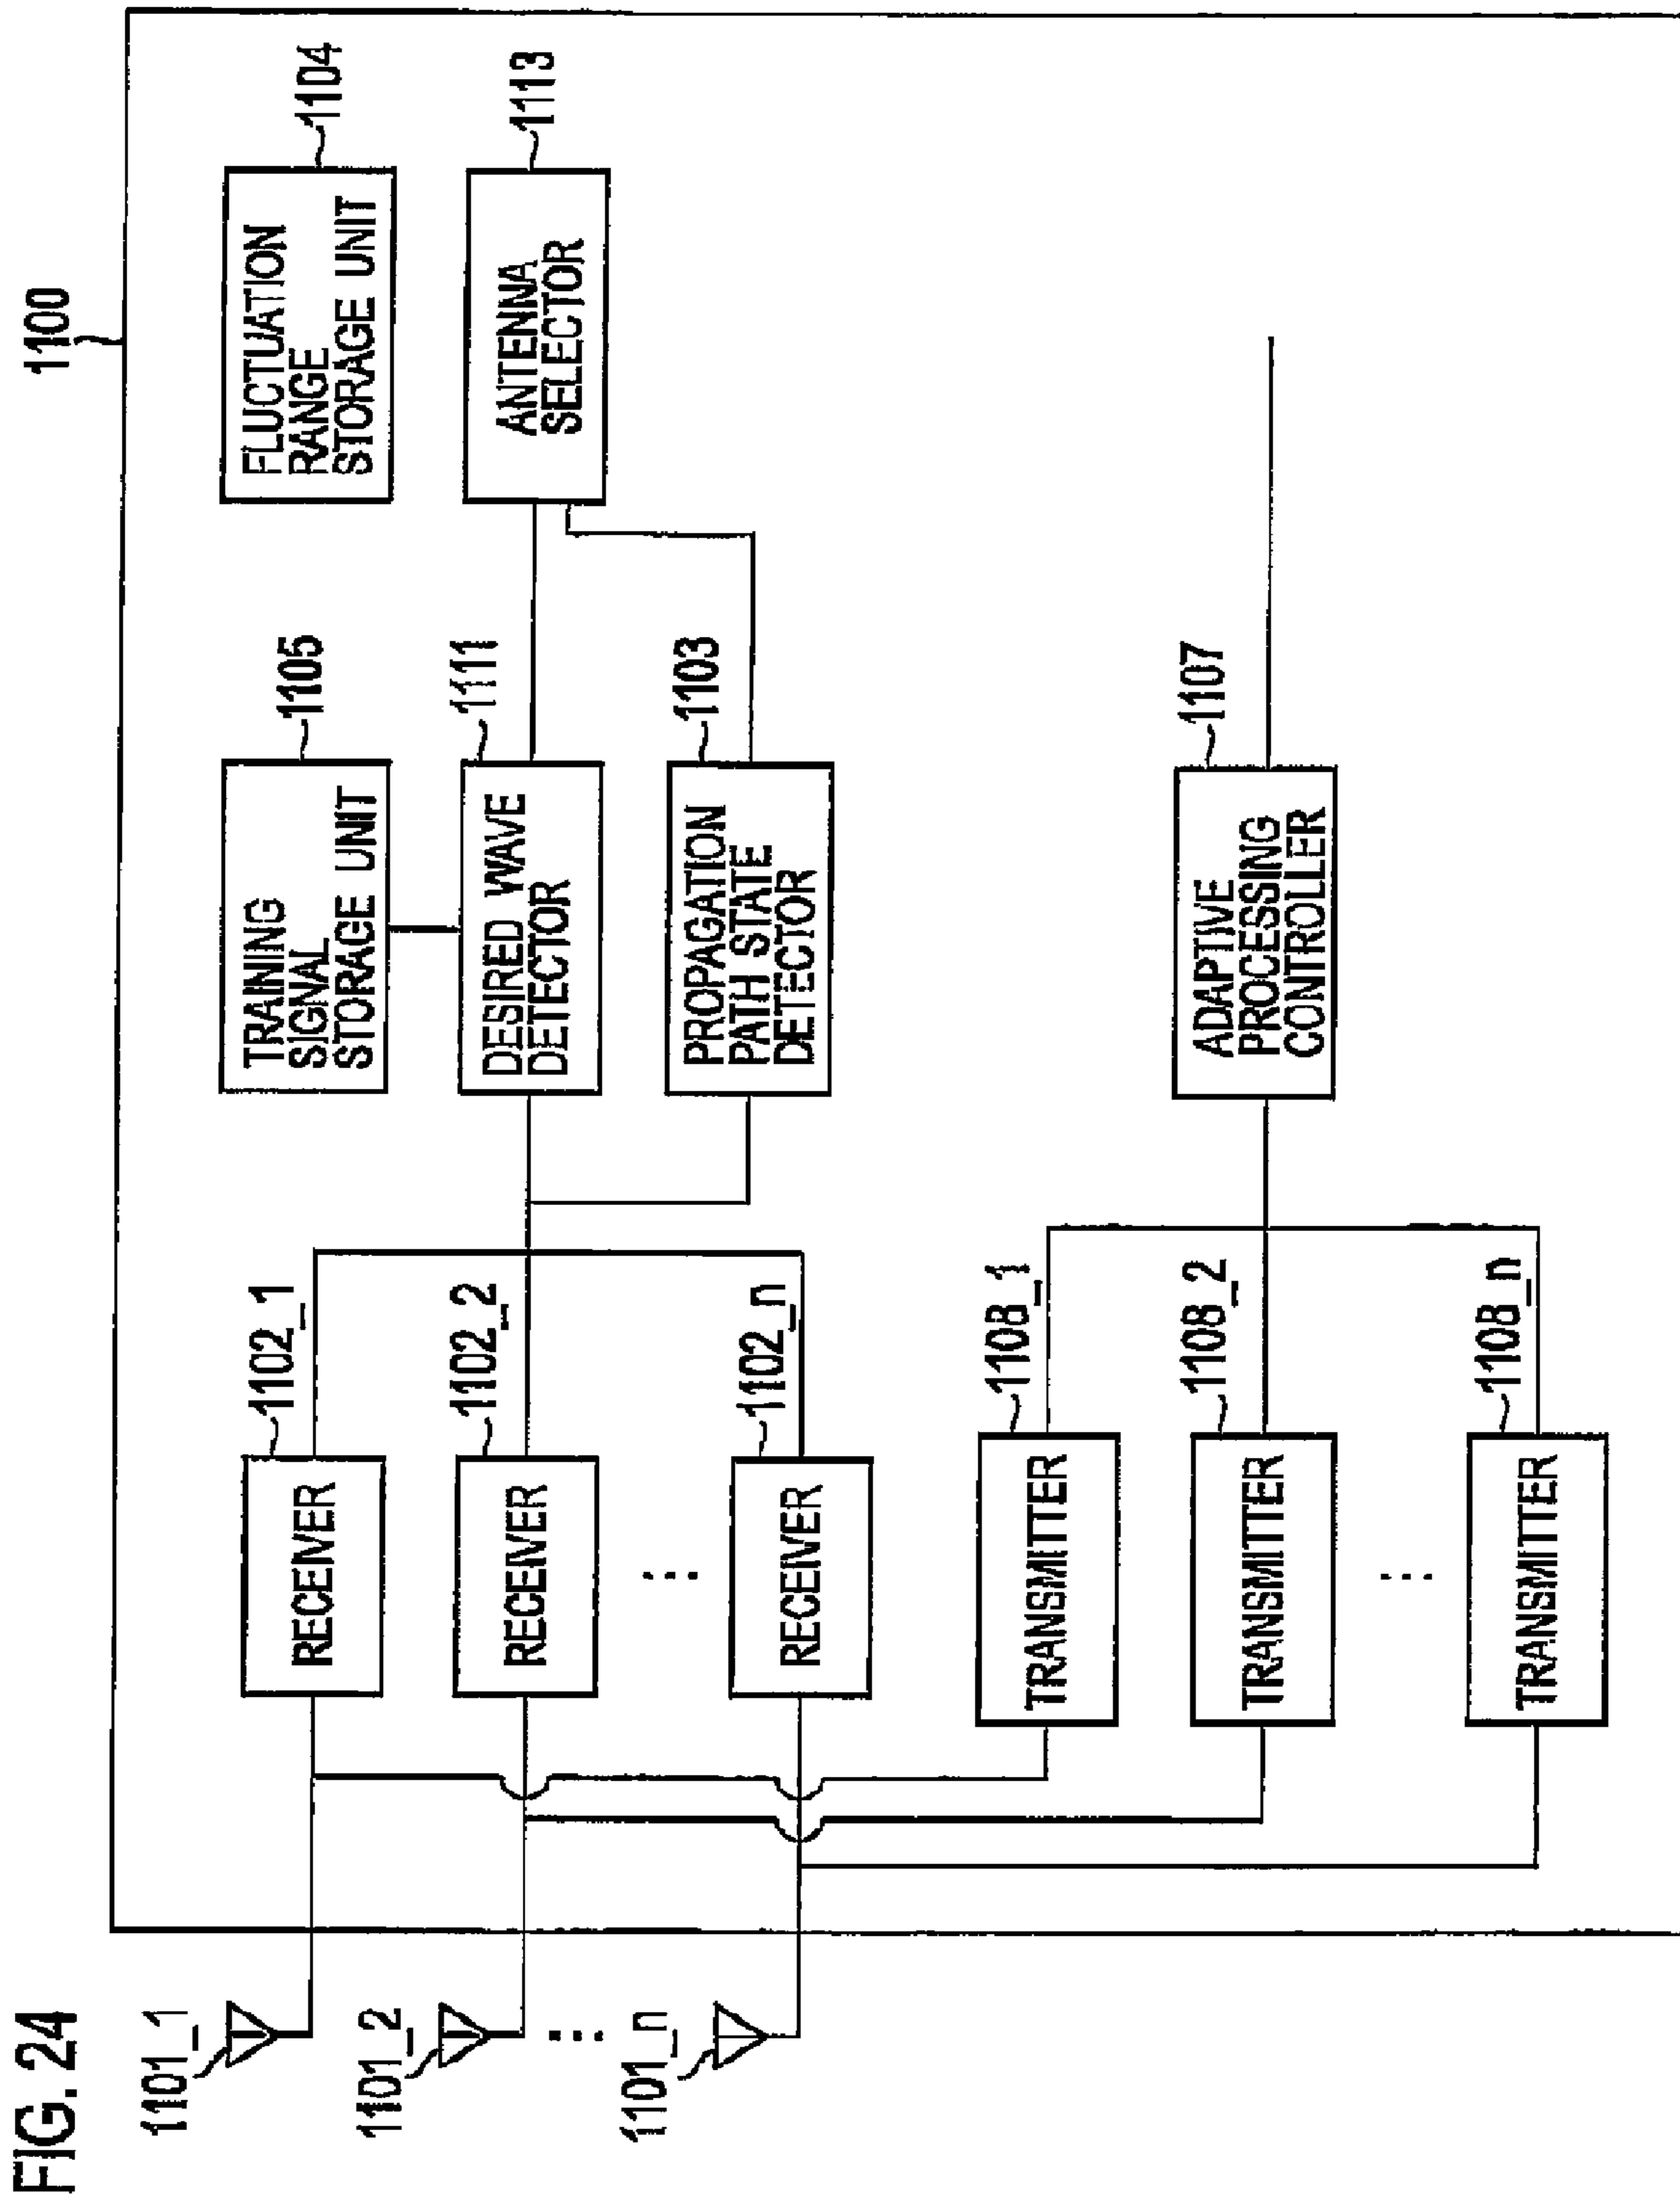 FIG. 24
1100
1101_1
1101_2
...
1101_n
RECEIVER
1102_1
RECEIVER
1102_2
...
RECEIVER
1102_n
TRAINING
SIGNAL
STORAGE UNIT
1105
DESIRED WAVE
DETECTOR
1111
PROPAGATION
PATH STATE
DETECTOR
1103
FLUCTUATION
RANGE
STORAGE UNIT
1104
ANTENNA
SELECTOR
1113
TRANSMITTER
1108_1
TRANSMITTER
1108_2
...
TRANSMITTER
1108_n
ADAPTIVE
PROCESSING
CONTROLLER
1107